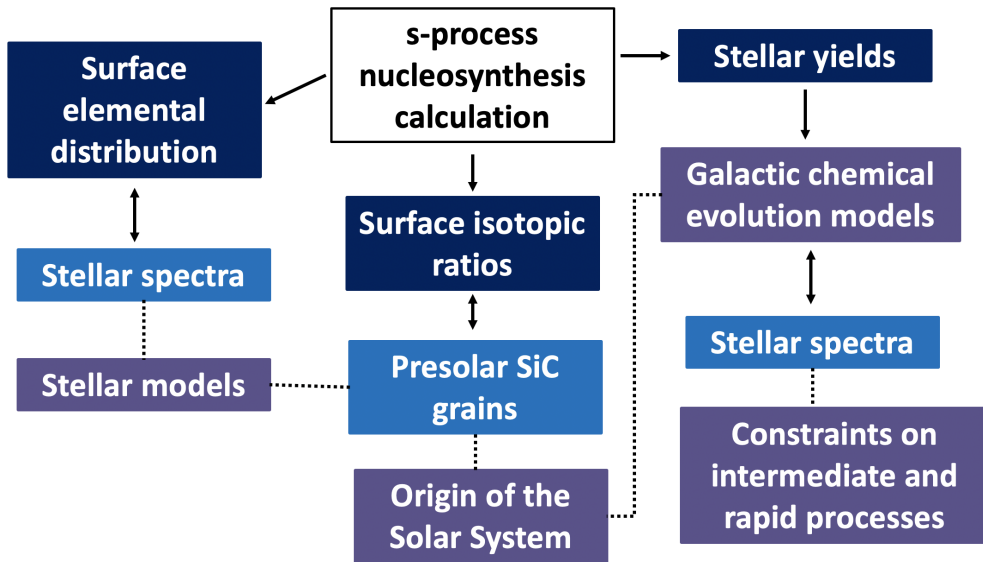 s-process
nucleosynthesis
calculation
Surface
elemental
distribution
Stellar yields
Galactic chemical
evolution models
Surface isotopic
ratios
Stellar spectra
Stellar spectra
Stellar models
Presolar SiC
grains
Constraints on
intermediate and
rapid processes
Origin of the
Solar System